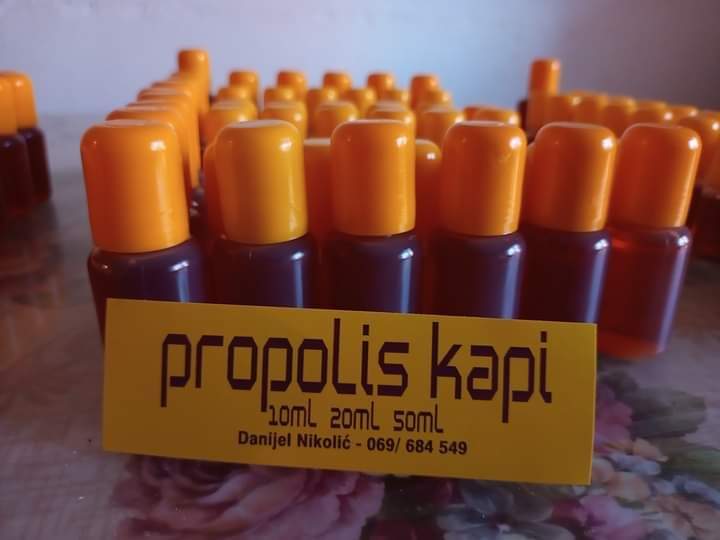 propolis kapi
10ml 20ml 50ml
Danijel Nikolić - 069/ 684 549